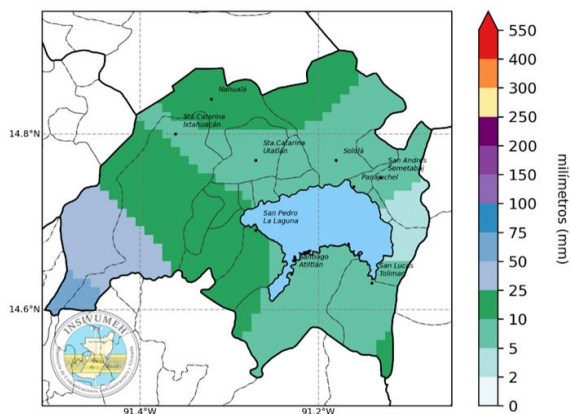 550
400
300
250
200
150
100
75
50
25
10
5
2
0
milímetros (mm)
14.8°N
14.6°N
91.4°W
91.2°W
Nahualá
Sta.Catarina
Ixtahuacán
Sta.Catarina
Utatlán
Sololá
San Andres
Semetabaj
Panajachel
San Pedro
La Laguna
Santiago
Atitlán
San Lucas
Tolimán
INSIVUMEH